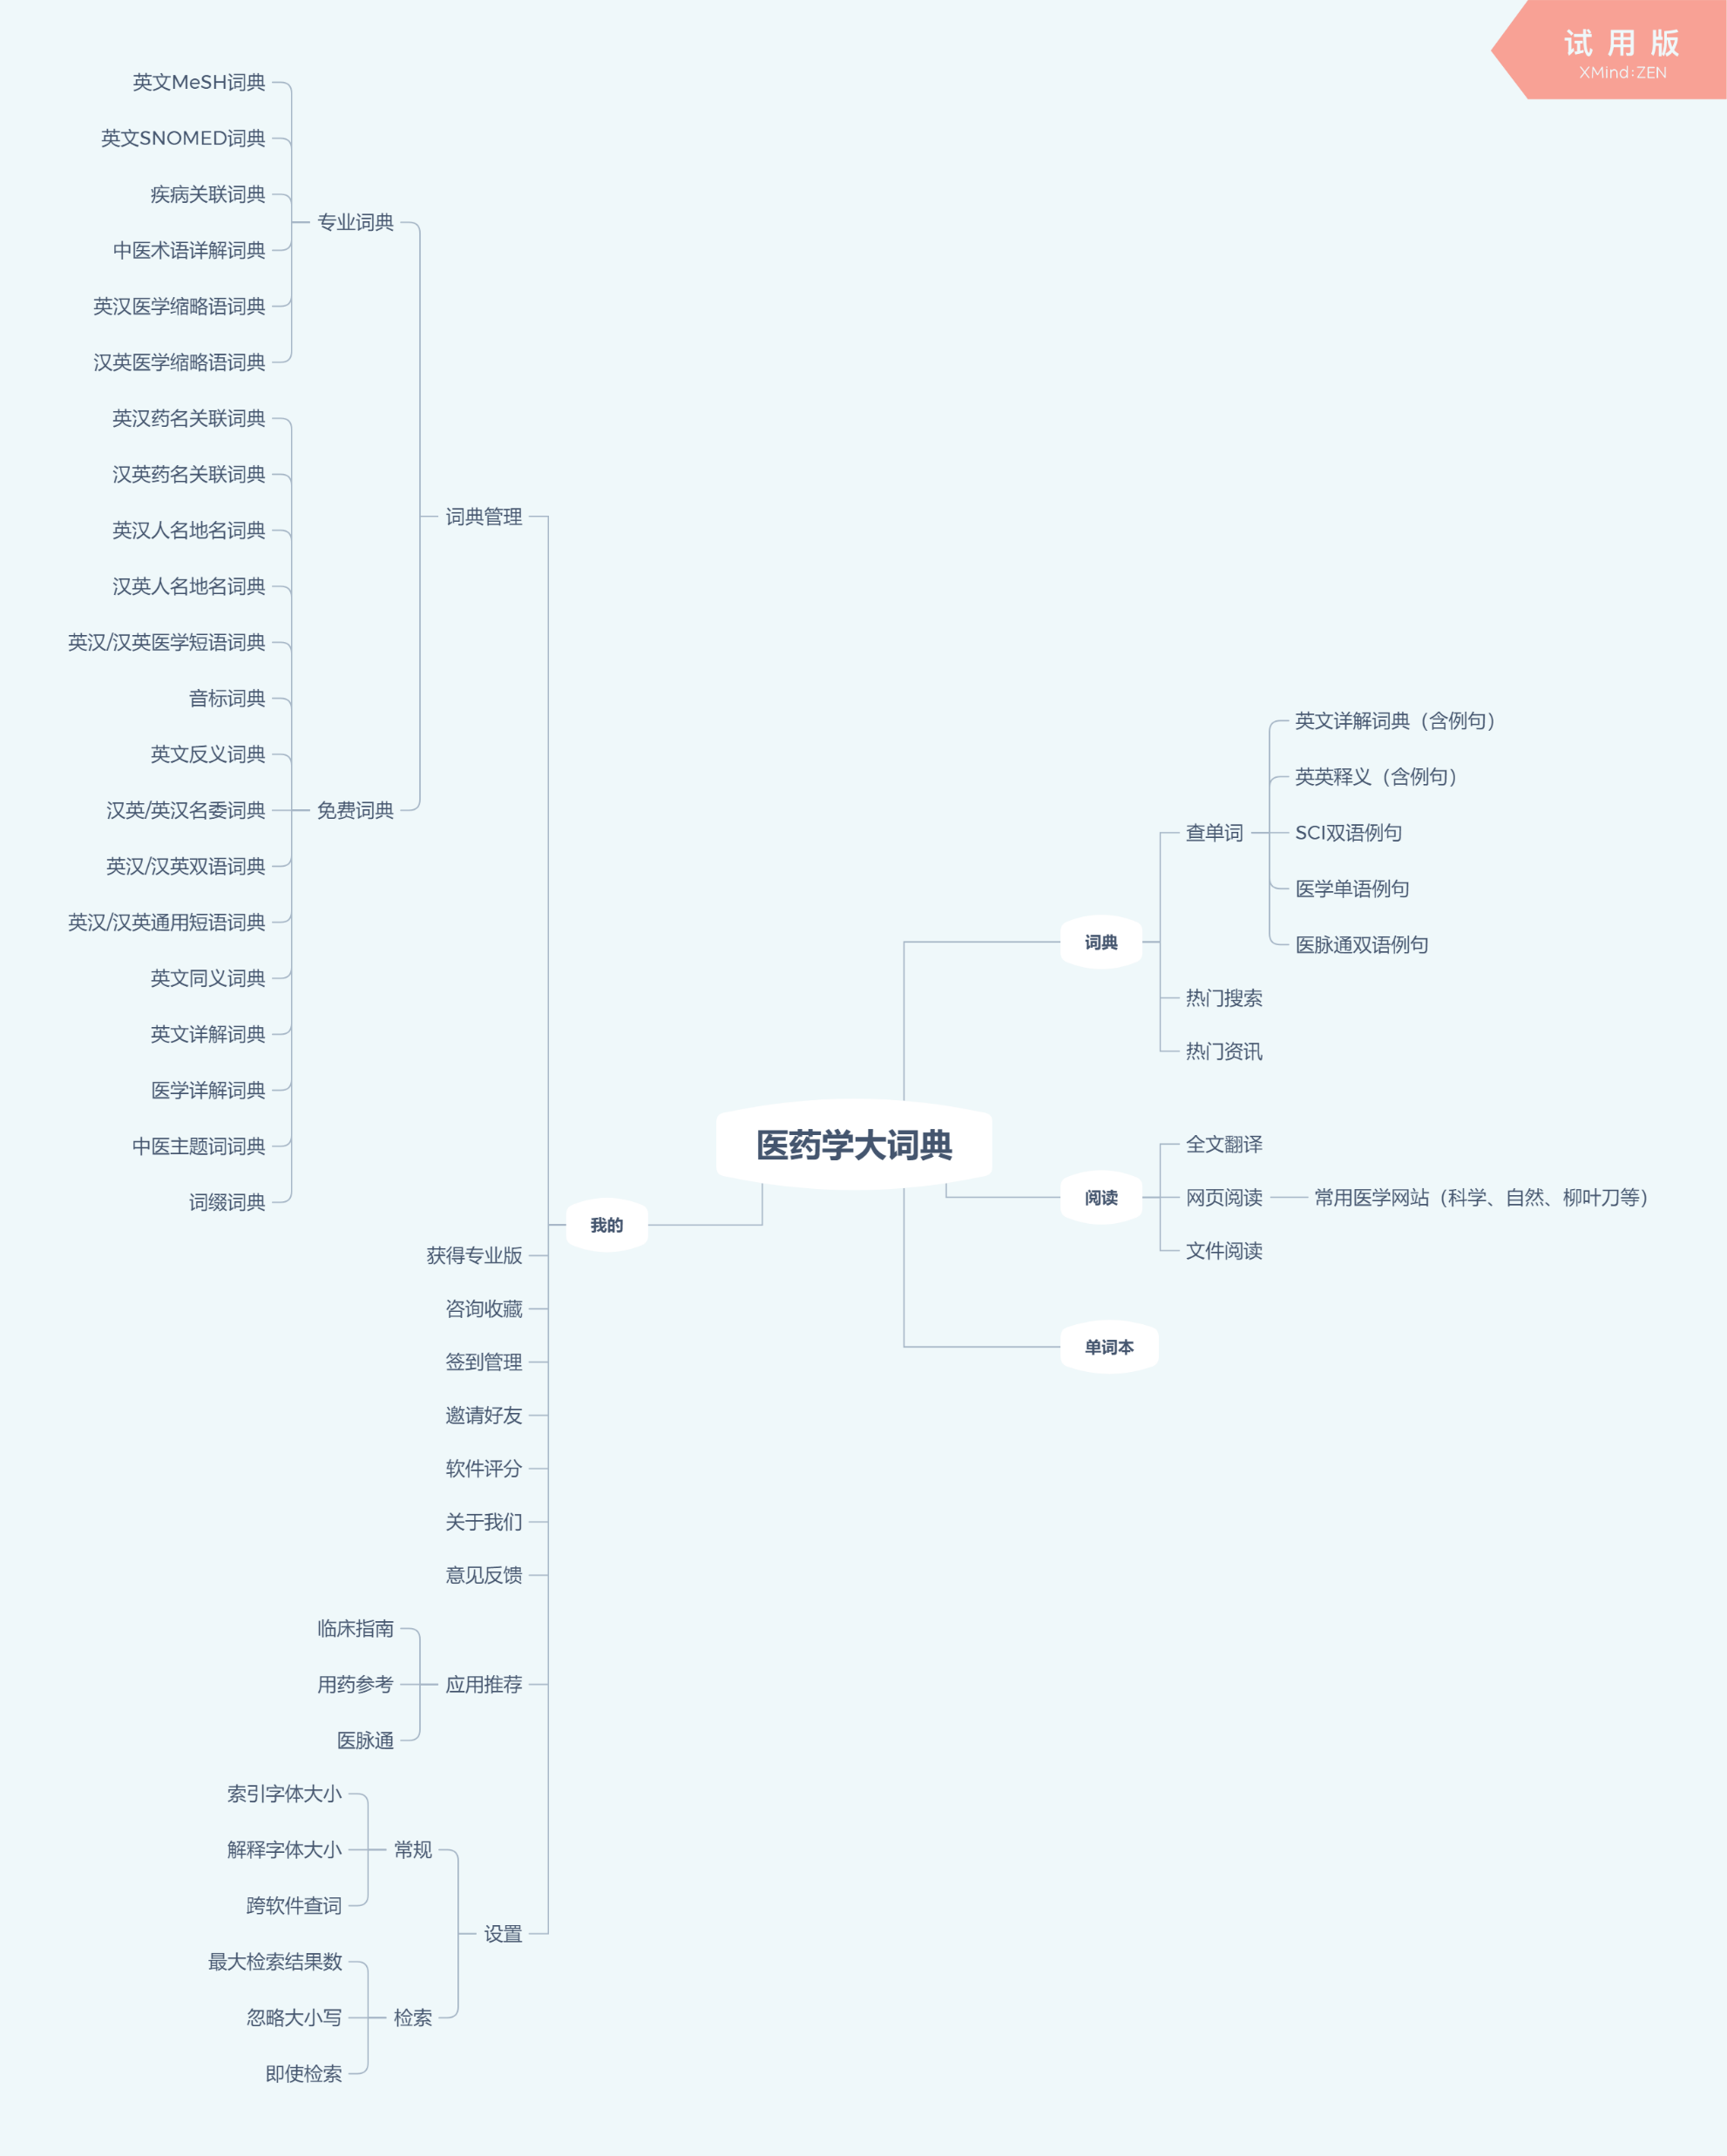 试用版
XMind:ZEN
医药学大词典
词典
查单词
英文详解词典（含例句）
英英释义（含例句）
SCI双语例句
医学单语例句
医脉通双语例句
热门搜索
热门资讯
阅读
全文翻译
网页阅读
常用医学网站（科学、自然、柳叶刀等）
文件阅读
单词本
我的
词典管理
专业词典
英文MeSH词典
英文SNOMED词典
疾病关联词典
中医术语详解词典
英汉医学缩略语词典
汉英医学缩略语词典
免费词典
英汉药名关联词典
汉英药名关联词典
英汉人名地名词典
汉英人名地名词典
英汉/汉英医学短语词典
音标词典
英文反义词典
汉英/英汉名委词典
英汉/汉英双语词典
英汉/汉英通用短语词典
英文同义词典
英文详解词典
医学详解词典
中医主题词词典
词缀词典
获得专业版
咨询收藏
签到管理
邀请好友
软件评分
关于我们
意见反馈
应用推荐
临床指南
用药参考
医脉通
设置
常规
索引字体大小
解释字体大小
跨软件查词
检索
最大检索结果数
忽略大小写
即使检索